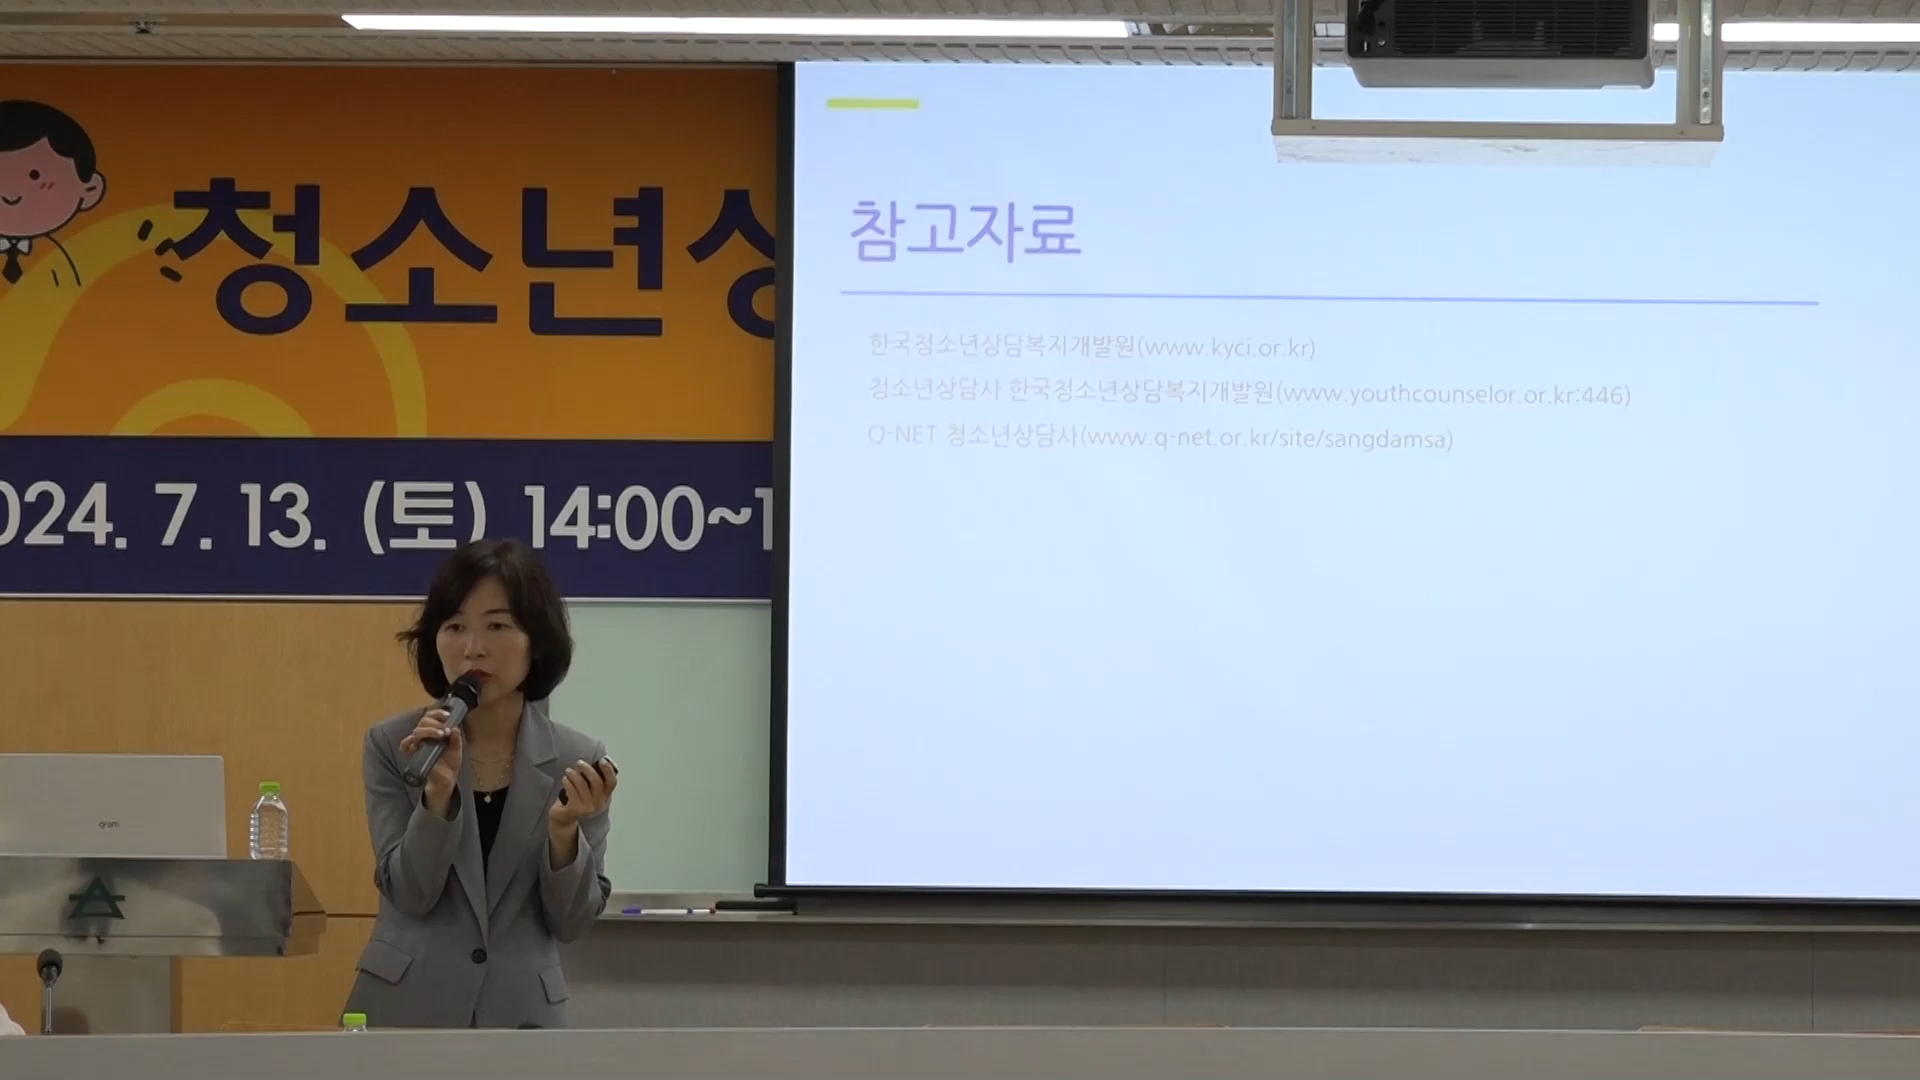 청소년상
024. 7. 13. (토) 14:00~1
참고자료
한국청소년상담복지개발원(www.kyci.or.kr)
청소년상담사 한국청소년상담복지개발원(www.youthcounselor.or.kr:446)
Q-NET 청소년상담사(www.q-net.or.kr/site/sangdamsa)
gram